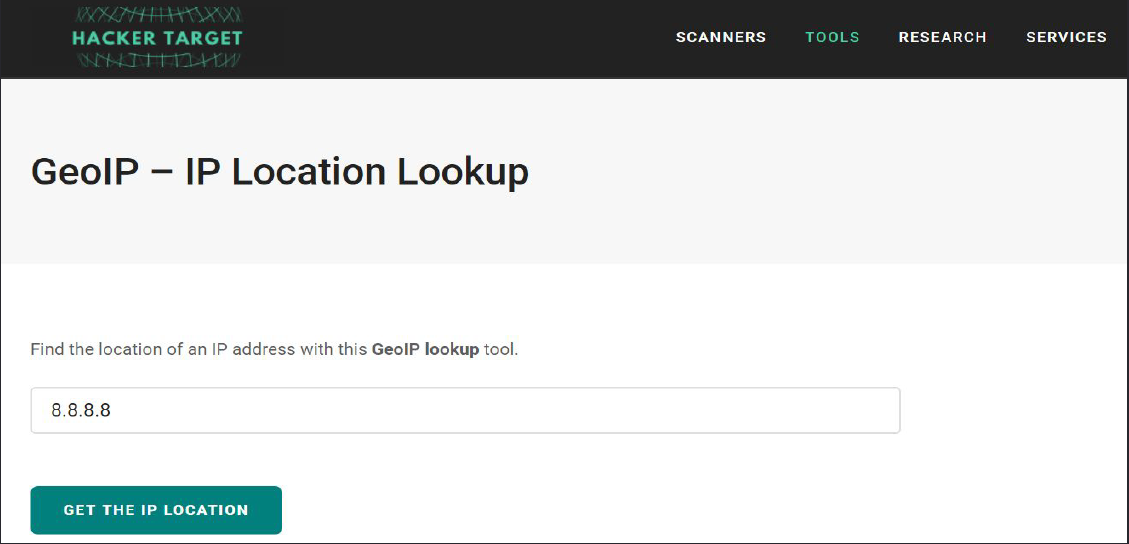 HACKER TARGET
SCANNERS TOOLS RESEARCH SERVICES
GeoIP – IP Location Lookup
Find the location of an IP address with this GeoIP lookup tool.
8.8.8.8
GET THE IP LOCATION